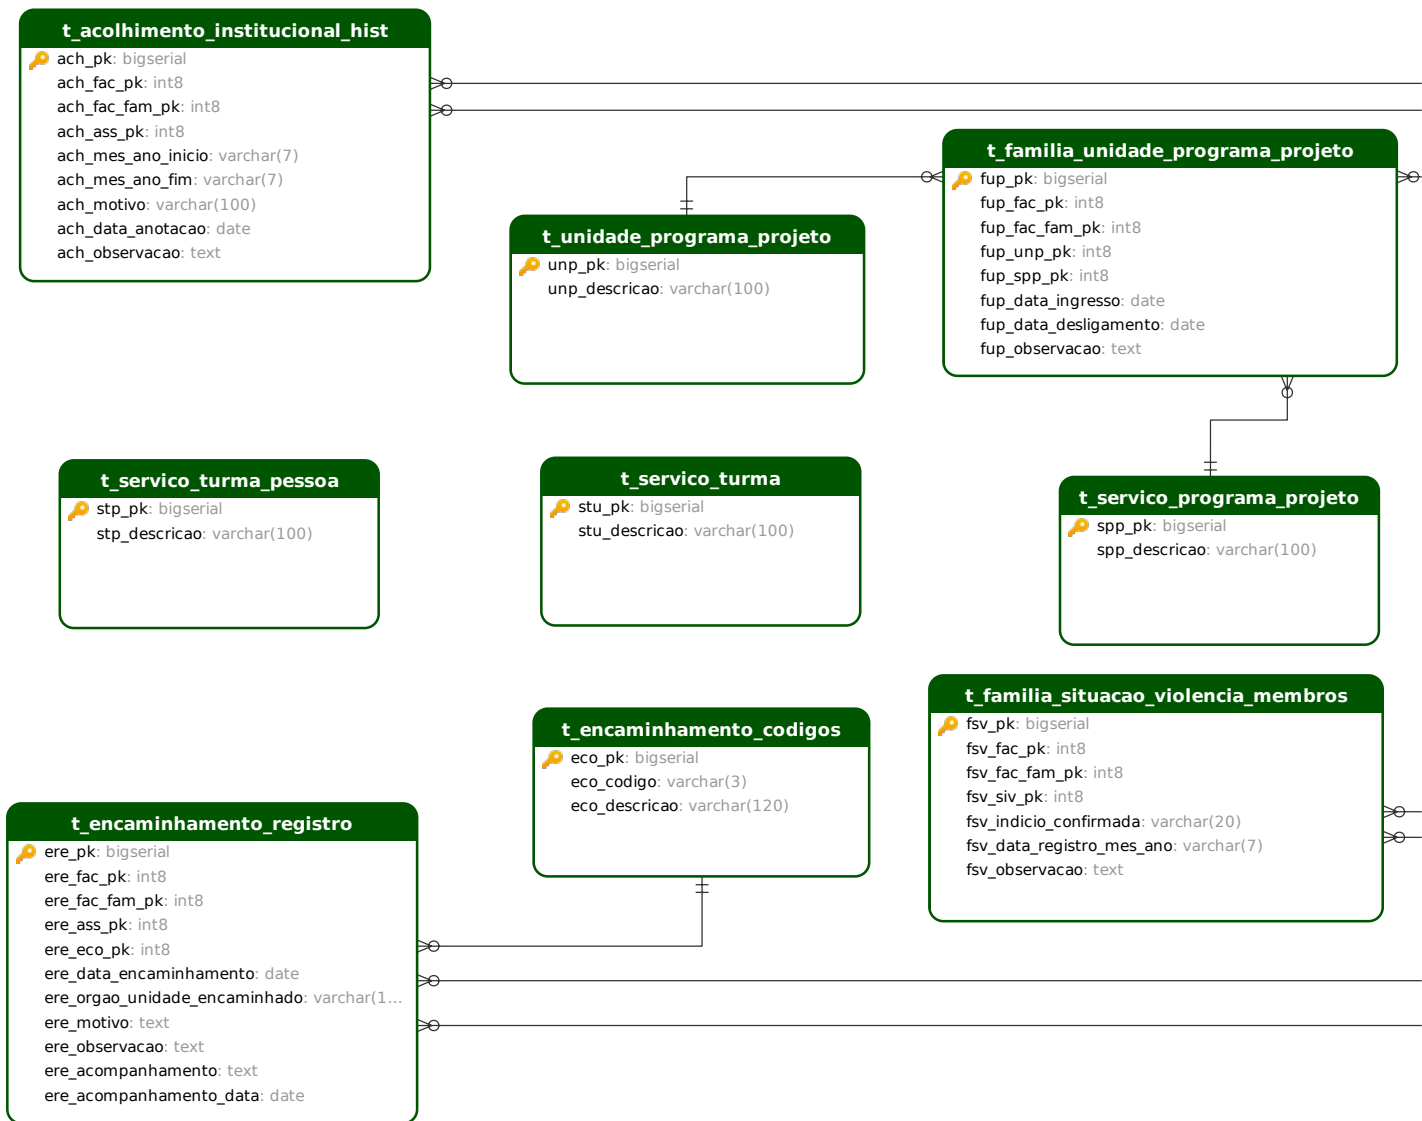 t_acolhimento_institucional_hist
ach_pk: bigserial
ach_fac_pk: int8
ach_fac_fam_pk: int8
ach_ass_pk: int8
ach_mes_ano_inicio: varchar(7)
ach_mes_ano_fim: varchar(7)
ach_motivo: varchar(100)
ach_data_anotacao: date
ach_observacao: text
t_familia_unidade_programa_projeto
fup_pk: bigserial
fup_fac_pk: int8
fup_fac_fam_pk: int8
fup_unp_pk: int8
fup_spp_pk: int8
fup_data_ingresso: date
fup_data_desligamento: date
fup_observacao: text
t_unidade_programa_projeto
unp_pk: bigserial
unp_descricao: varchar(100)
t_servico_turma_pessoa
stp_pk: bigserial
stp_descricao: varchar(100)
t_servico_turma
stu_pk: bigserial
stu_descricao: varchar(100)
t_servico_programa_projeto
spp_pk: bigserial
spp_descricao: varchar(100)
t_familia_situacao_violencia_membros
fsv_pk: bigserial
fsv_fac_pk: int8
fsv_fac_fam_pk: int8
fsv_siv_pk: int8
fsv_indicio_confirmada: varchar(20)
fsv_data_registro_mes_ano: varchar(7)
fsv_observacao: text
t_encaminhamento_codigos
eco_pk: bigserial
eco_codigo: varchar(3)
eco_descricao: varchar(120)
t_encaminhamento_registro
ere_pk: bigserial
ere_fac_pk: int8
ere_fac_fam_pk: int8
ere_ass_pk: int8
ere_eco_pk: int8
ere_data_encaminhamento: date
ere_orgao_unidade_encaminhado: varchar(1...
ere_motivo: text
ere_observacao: text
ere_acompanhamento: text
ere_acompanhamento_data: date